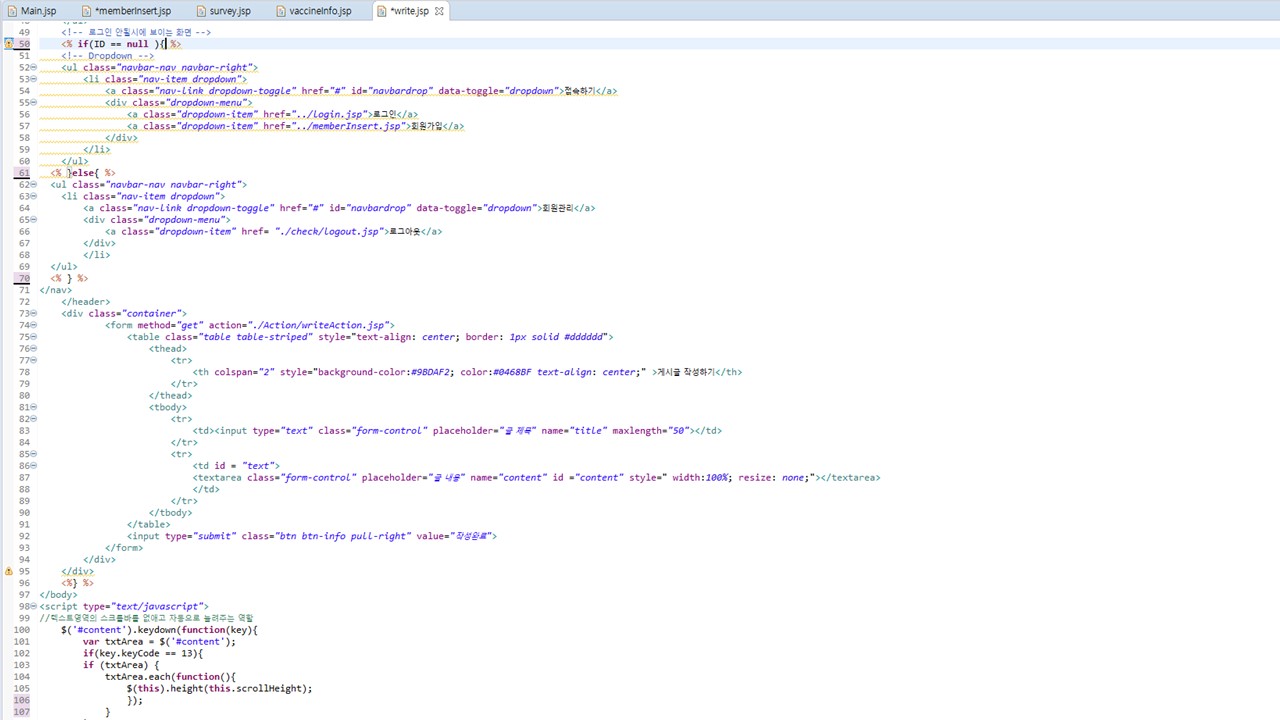 Main.jsp *memberInsert.jsp survey.jsp vaccineInfo.jsp *write.jsp
49 <!-- 로그인 안될시에 보이는 화면 -->
50 <% if(ID == null ){ %>
51 <!-- Dropdown -->
52 <ul class="navbar-nav navbar-right">
53 <li class="nav-item dropdown">
54 <a class="nav-link dropdown-toggle" href="#" id="navbardrop" data-toggle="dropdown">접속하기</a>
55 <div class="dropdown-menu">
56 <a class="dropdown-item" href="../login.jsp">로그인</a>
57 <a class="dropdown-item" href="../memberInsert.jsp">회원가입</a>
58 </div>
59 </li>
60 </ul>
61 <% }else{ %>
62 <ul class="navbar-nav navbar-right">
63 <li class="nav-item dropdown">
64 <a class="nav-link dropdown-toggle" href="#" id="navbardrop" data-toggle="dropdown">회원관리</a>
65 <div class="dropdown-menu">
66 <a class="dropdown-item" href= "./check/logout.jsp">로그아웃</a>
67 </div>
68 </li>
69 </ul>
70 <% } %>
71 </nav>
72 </header>
73 <div class="container">
74 <form method="get" action="./Action/writeAction.jsp">
75 <table class="table table-striped" style="text-align: center; border: 1px solid #dddddd">
76 <thead>
77 <tr>
78 <th colspan="2" style="background-color:#9BDAF2; color:#0468BF text-align: center;" >게시글 작성하기</th>
79 </tr>
80 </thead>
81 <tbody>
82 <tr>
83 <td><input type="text" class="form-control" placeholder="글 제목" name="title" maxlength="50"></td>
84 </tr>
85 <tr>
86 <td id = "text">
87 <textarea class="form-control" placeholder="글 내용" name="content" id ="content" style=" width:100%; resize: none;"></textarea>
88 </td>
89 </tr>
90 </tbody>
91 </table>
92 <input type="submit" class="btn btn-info pull-right" value="작성완료">
93 </form>
94 </div>
95 </div>
96 <%} %>
97 </body>
98 <script type="text/javascript">
99 //텍스트영역의 스크롤바를 없애고 자동으로 늘려주는 역할
100 $('#content').keydown(function(key){
101 var txtArea = $('#content');
102 if(key.keyCode == 13){
103 if (txtArea) {
104 txtArea.each(function(){
105 $(this).height(this.scrollHeight);
106 });
107 }